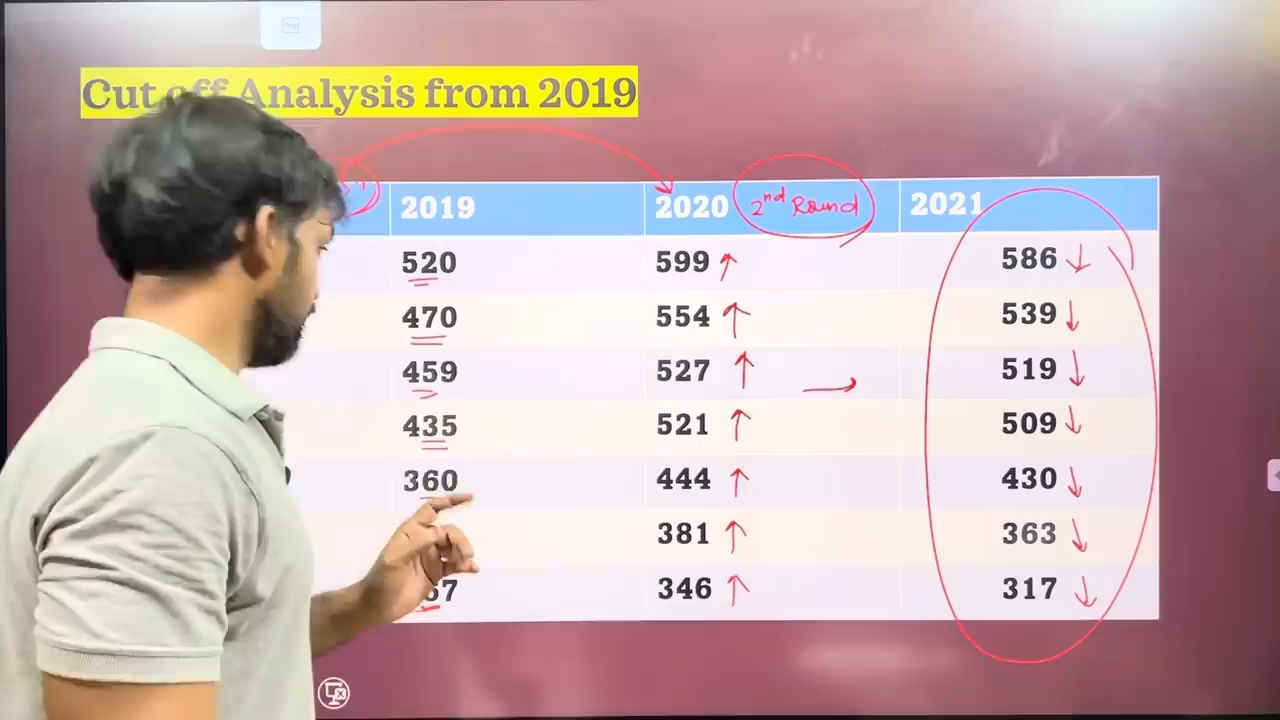 Cut off Analysis from 2019
2019 2020 2nd Round 2021
520 599 586
470 554 539
459 527 519
435 521 509
360 444 430
381 363
346 317